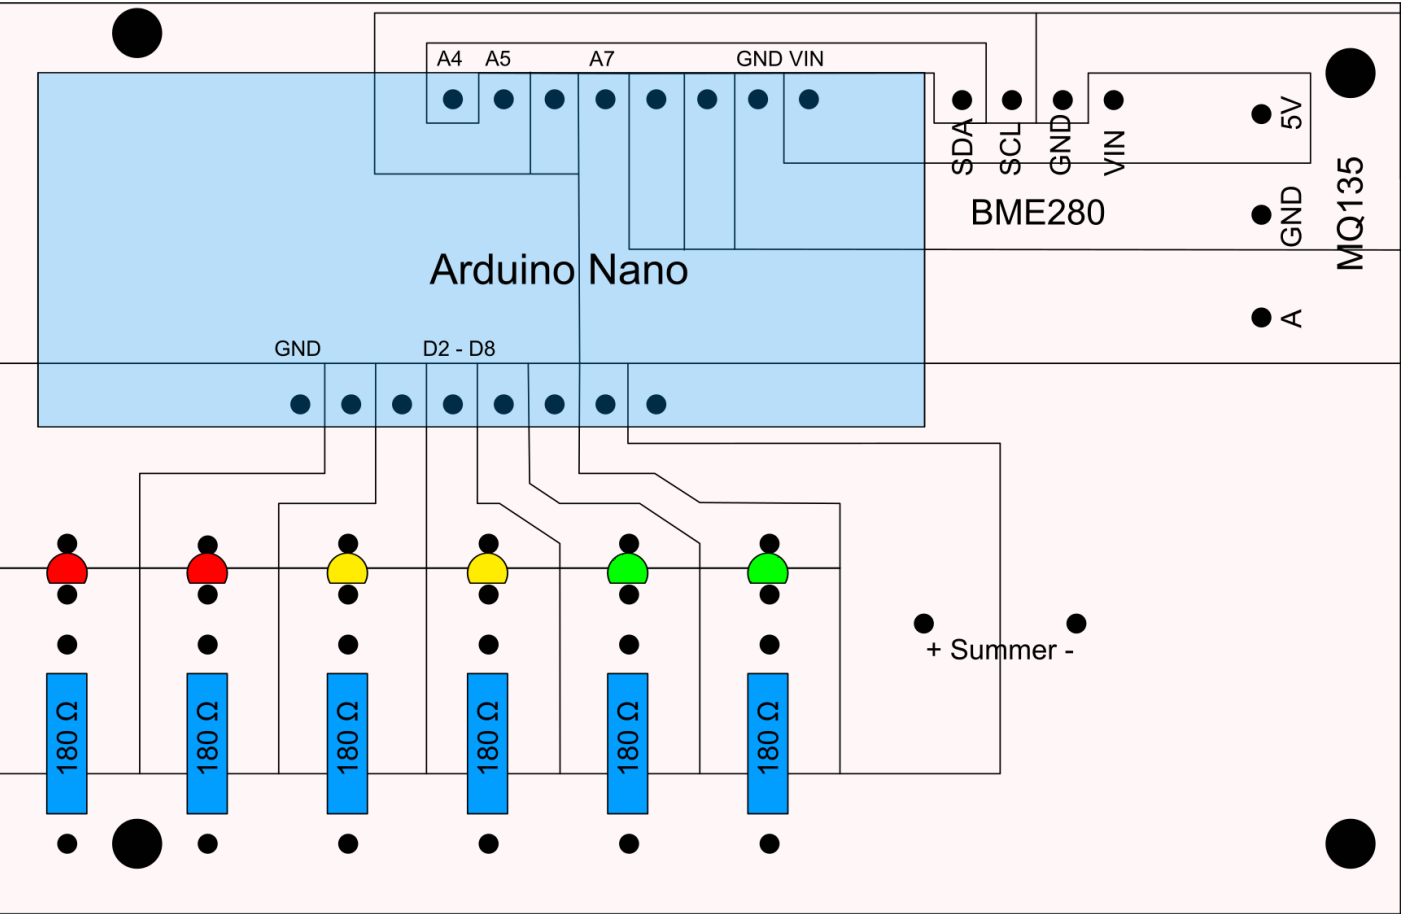 A4 A5 A7 GND VIN
5V
SDA SCL GND VIN
MQ135
GND
BME280
Arduino Nano
A
GND D2 - D8
+ Summer -
180 Ω 180 Ω 180 Ω 180 Ω 180 Ω 180 Ω